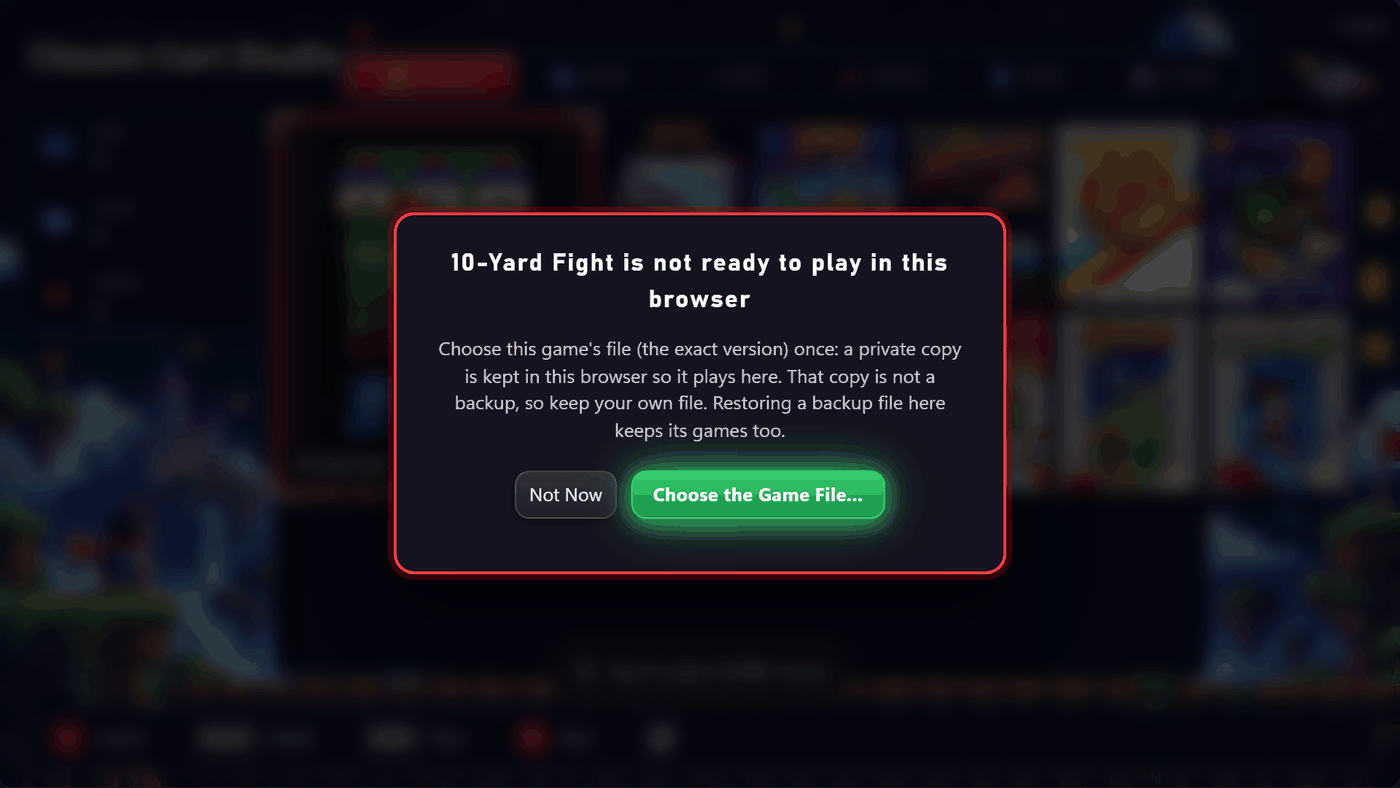 10-Yard Fight is not ready to play in this
browser
Choose this game's file (the exact version) once: a private copy
is kept in this browser so it plays here. That copy is not a
backup, so keep your own file. Restoring a backup file here
keeps its games too.
Not Now
Choose the Game File...